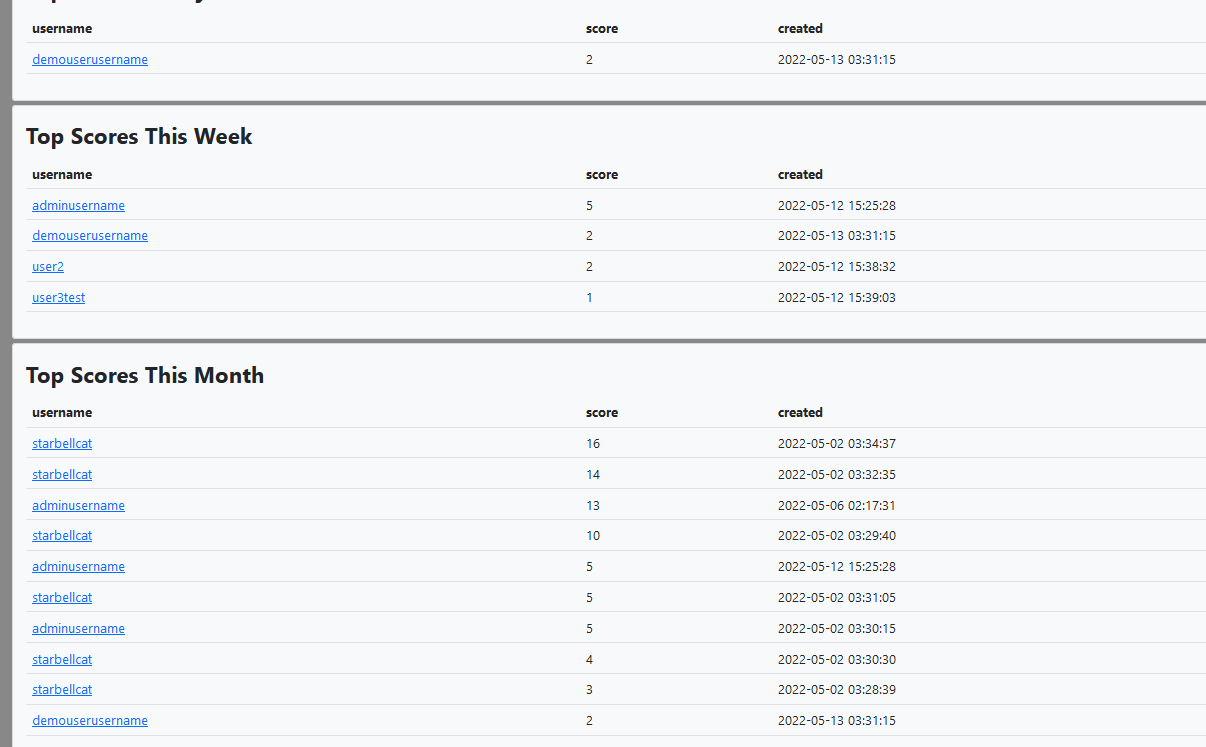 username score created
demouserusername 2 2022-05-13 03:31:15
Top Scores This Week
username score created
adminusername 5 2022-05-12 15:25:28
demouserusername 2 2022-05-13 03:31:15
user2 2 2022-05-12 15:38:32
user3test 1 2022-05-12 15:39:03
Top Scores This Month
username score created
starbellcat 16 2022-05-02 03:34:37
starbellcat 14 2022-05-02 03:32:35
adminusername 13 2022-05-06 02:17:31
starbellcat 10 2022-05-02 03:29:40
adminusername 5 2022-05-12 15:25:28
starbellcat 5 2022-05-02 03:31:05
adminusername 5 2022-05-02 03:30:15
starbellcat 4 2022-05-02 03:30:30
starbellcat 3 2022-05-02 03:28:39
demouserusername 2 2022-05-13 03:31:15